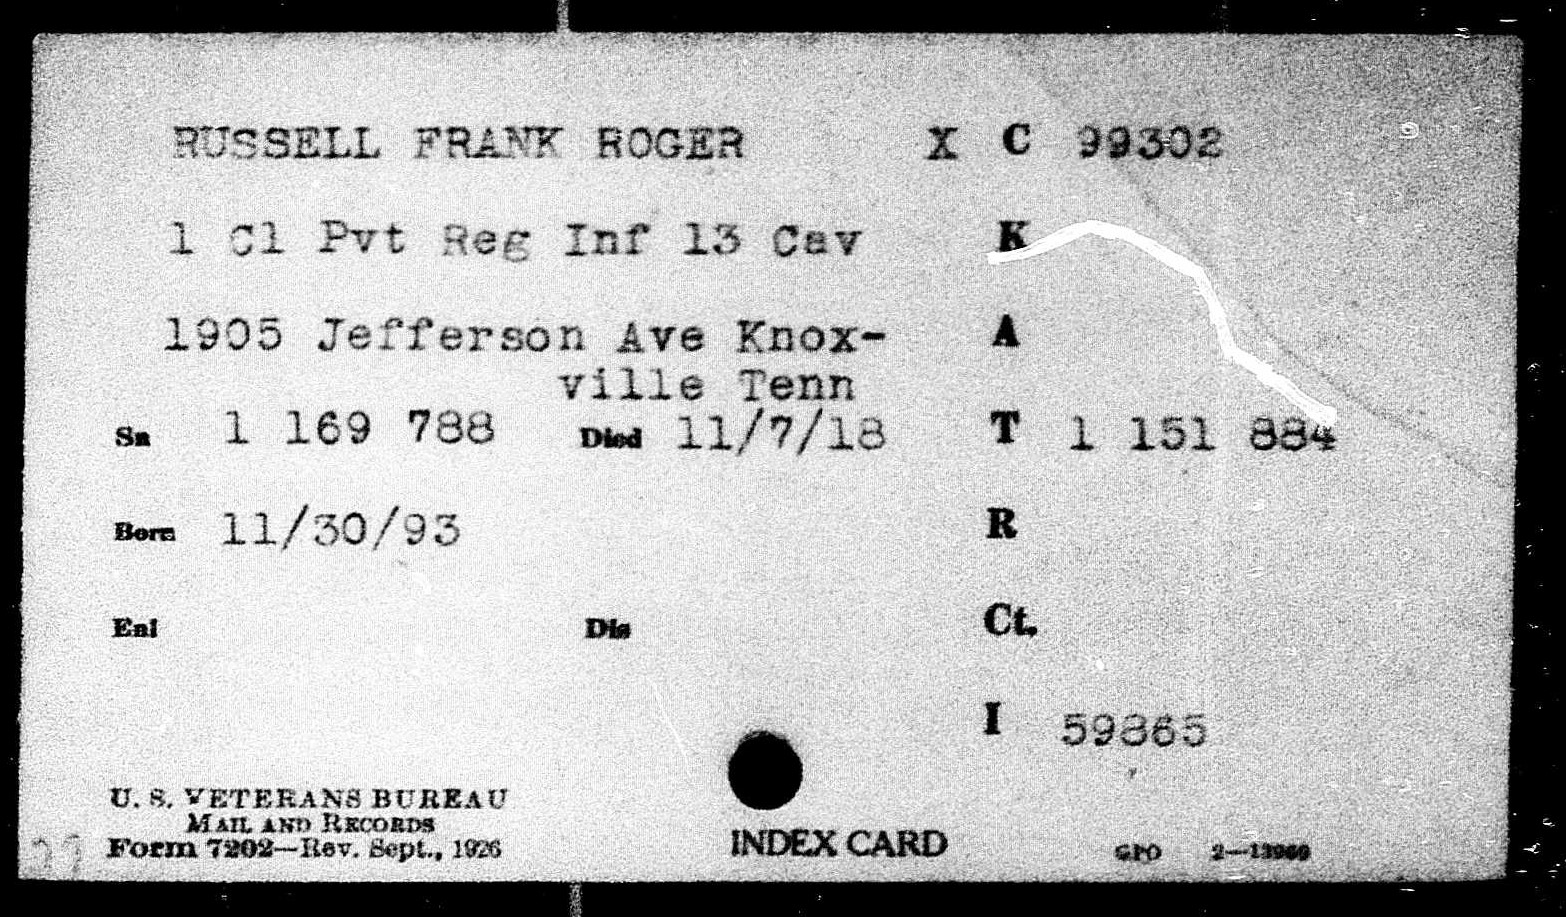 RUSSELL FRANK ROGER X C 99302
1 Cl Pvt Reg Inf 13 Cav K
1905 Jefferson Ave Knox- A
ville Tenn
Sn 1 169 788 Died 11/7/18 T 1 151 884
Born 11/30/93 R
Enl Dis Ct.
I 59865
U. S. VETERANS BUREAU
MAIL AND RECORDS
Form 7202—Rev. Sept., 1926 INDEX CARD GPO